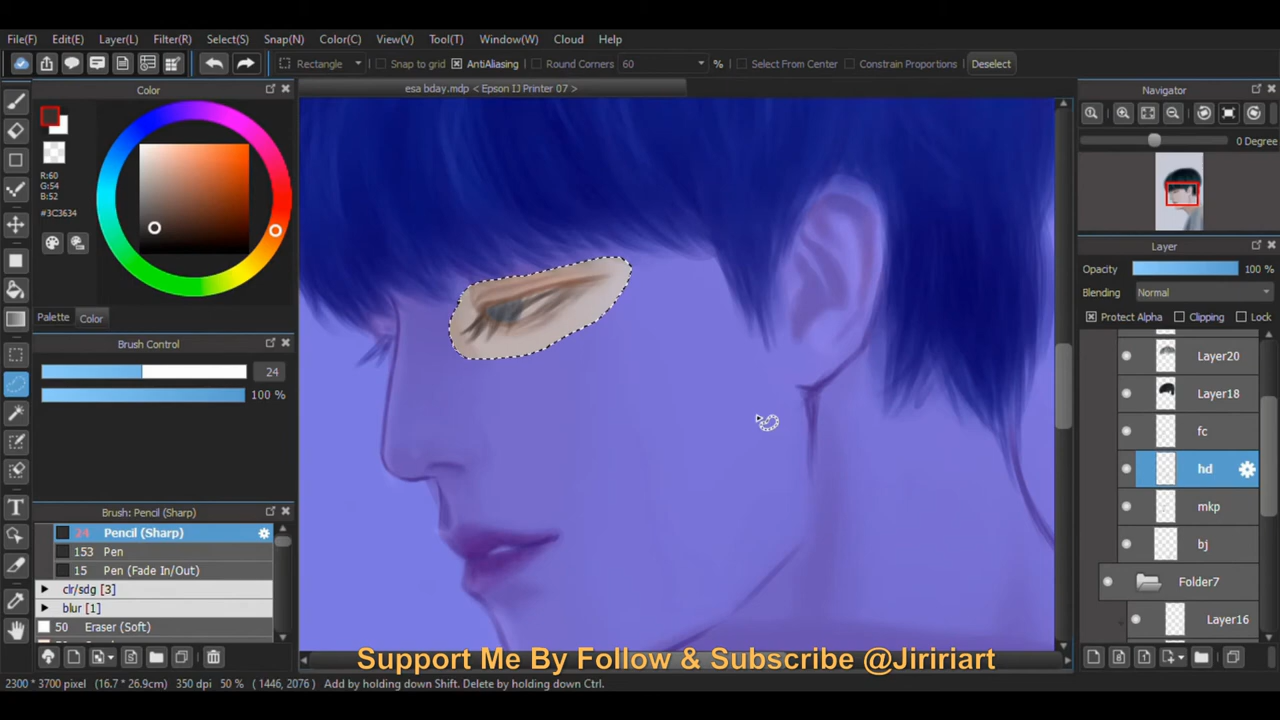 File(F) Edit(E) Layer(L) Filter(R) Select(S) Snap(N) Color(C) View(V) Tool(T) Window(W) Cloud Help
Rectangle Snap to grid AntiAliasing Round Corners 60 % Select From Center Constrain Proportions Deselect
Color
esa bday.mdp < Epson IJ Printer 07 >
Navigator
R:60
G:54
B:52
#3C3634
0 Degree
Palette Color
Brush Control
24
100 %
Layer
Opacity 100 %
Blending Normal
Protect Alpha Clipping Lock
Layer20
Layer18
fc
hd
mkp
bj
Folder7
Layer16
Brush: Pencil (Sharp)
24 Pencil (Sharp)
153 Pen
15 Pen (Fade In/Out)
clr/sdg [3]
blur [1]
50 Eraser (Soft)
Support Me By Follow & Subscribe @Jiririart
2300 * 3700 pixel (16.7 * 26.9cm) 350 dpi 50 % ( 1446, 2076 ) Add by holding down Shift. Delete by holding down Ctrl.